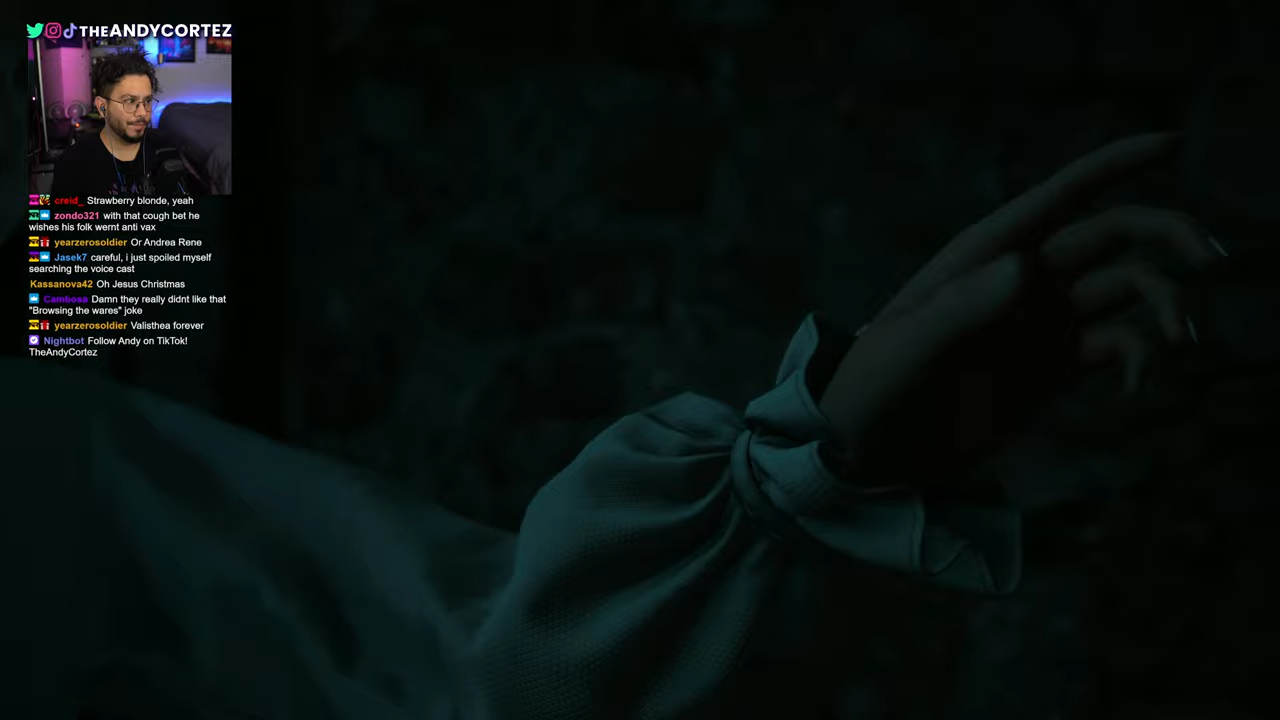 THEANDYCORTEZ
creid_ Strawberry blonde, yeah
zondo321 with that cough bet he
wishes his folk wernt anti vax
yearzerosoldier Or Andrea Rene
Jasek7 careful, i just spoiled myself
searching the voice cast
Kassanova42 Oh Jesus Christmas
Cambosa Damn they really didnt like that
"Browsing the wares" joke
yearzerosoldier Valisthea forever
Nightbot Follow Andy on TikTok!
TheAndyCortez